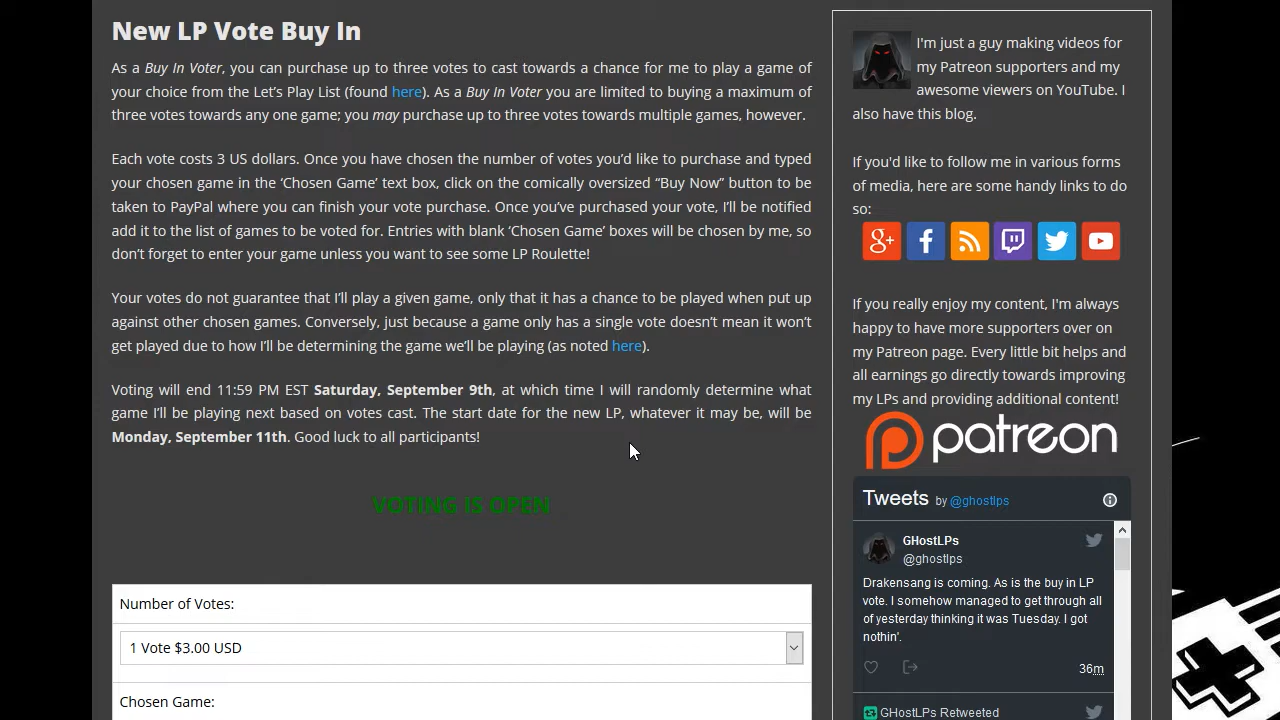 New LP Vote Buy In
As a Buy In Voter, you can purchase up to three votes to cast towards a chance for me to play a game of
your choice from the Let's Play List (found here). As a Buy In Voter you are limited to buying a maximum of
three votes towards any one game; you may purchase up to three votes towards multiple games, however.
Each vote costs 3 US dollars. Once you have chosen the number of votes you'd like to purchase and typed
your chosen game in the 'Chosen Game' text box, click on the comically oversized "Buy Now" button to be
taken to PayPal where you can finish your vote purchase. Once you've purchased your vote, I'll be notified
add it to the list of games to be voted for. Entries with blank 'Chosen Game' boxes will be chosen by me, so
don't forget to enter your game unless you want to see some LP Roulette!
Your votes do not guarantee that I'll play a given game, only that it has a chance to be played when put up
against other chosen games. Conversely, just because a game only has a single vote doesn't mean it won't
get played due to how I'll be determining the game we'll be playing (as noted here).
Voting will end 11:59 PM EST Saturday, September 9th, at which time I will randomly determine what
game I'll be playing next based on votes cast. The start date for the new LP, whatever it may be, will be
Monday, September 11th. Good luck to all participants!
VOTING IS OPEN
Number of Votes:
1 Vote $3.00 USD
Chosen Game:
I'm just a guy making videos for
my Patreon supporters and my
awesome viewers on YouTube. I
also have this blog.
If you'd like to follow me in various forms
of media, here are some handy links to do
so:
If you really enjoy my content, I'm always
happy to have more supporters over on
my Patreon page. Every little bit helps and
all earnings go directly towards improving
my LPs and providing additional content!
patreon
Tweets by @ghostlps
GHostLPs
@ghostlps
Drakensang is coming. As is the buy in LP
vote. I somehow managed to get through all
of yesterday thinking it was Tuesday. I got
nothin'.
36m
GHostLPs Retweeted